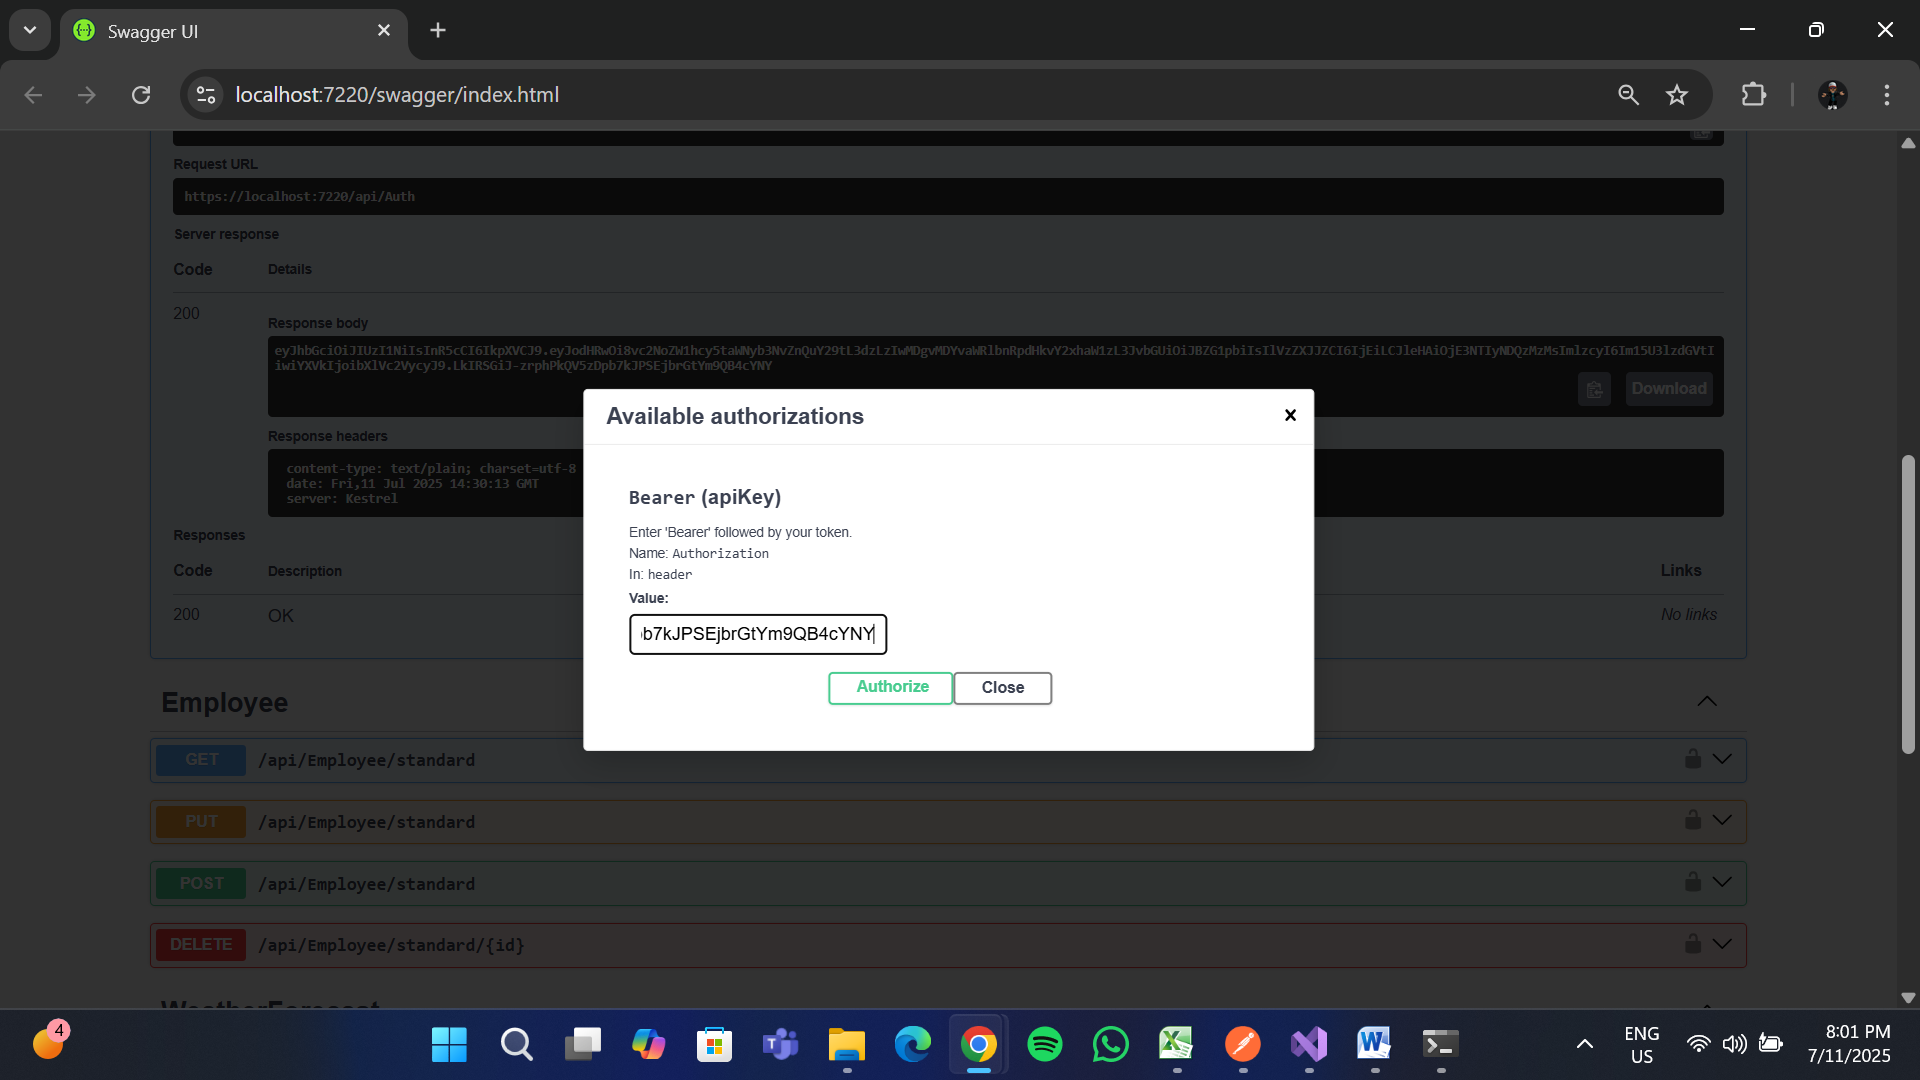 Swagger UI
localhost:7220/swagger/index.html
Request URL
https://localhost:7220/api/Auth
Server response
Code Details
200
Response body
eyJhbGciOiJIUzI1NiIsInR5cCI6IkpXVCJ9.eyJodHRwOi8vc2NoZW1hcy5taWNyb3NvZnQuY29tL3dzLzIwMDgvMDYvaWRlbnRpdHkvY2xhaW1zL3JvbGUiOiJBZG1pbiIsIlVzZXJJZCI6IjEiLCJleHAiOjE3NTIyNDQzMzMsImlzcyI6Im15U3lzdGVtI
iwiYXVkIjoibXlVc2VycyJ9.LkIRSGiJ-zrphPkQV5zDpb7kJPSEjbrGtYm9QB4cYNY
Download
Response headers
content-type: text/plain; charset=utf-8
date: Fri,11 Jul 2025 14:30:13 GMT
server: Kestrel
Responses
Code Description Links
200 OK No links
Available authorizations
Bearer (apiKey)
Enter 'Bearer' followed by your token.
Name: Authorization
In: header
Value:
b7kJPSEjbrGtYm9QB4cYNY
Authorize Close
Employee
GET /api/Employee/standard
PUT /api/Employee/standard
POST /api/Employee/standard
DELETE /api/Employee/standard/{id}
WeatherForecast
4
ENG
US
8:01 PM
7/11/2025